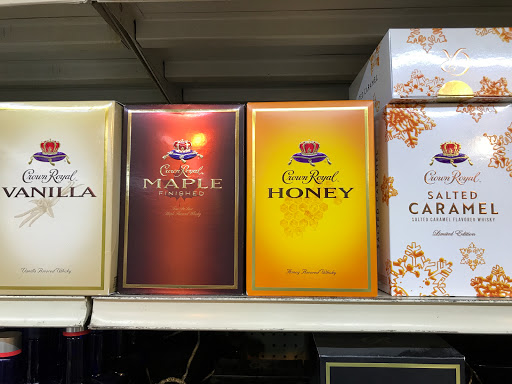 Crown Royal
VANILLA
Vanilla Flavored Whisky
Crown Royal
MAPLE
FINISHED
Crown Royal
HONEY
Honey Flavored Whisky
CARAMEL
Crown Royal
SALTED
CARAMEL
SALTED CARAMEL FLAVORED WHISKY
Limited Edition